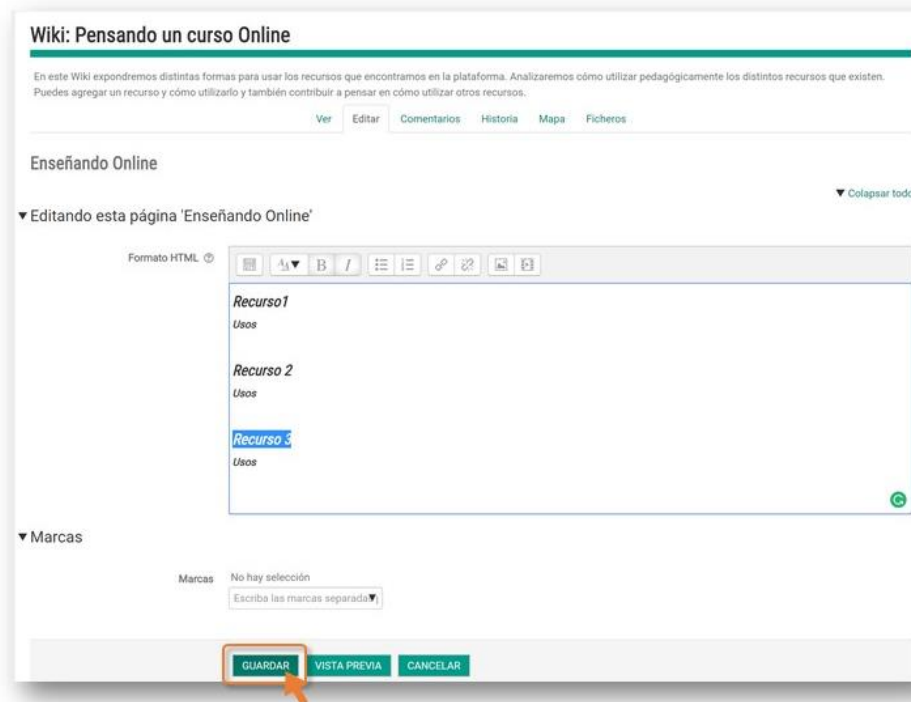 Wiki: Pensando un curso Online
En este Wiki expondremos distintas formas para usar los recursos que encontramos en la plataforma. Analizaremos cómo utilizar pedagógicamente los distintos recursos que existen.
Puedes agregar un recurso y cómo utilizarlo y también contribuir a pensar en cómo utilizar otros recursos.
Ver Editar Comentarios Historia Mapa Ficheros
Enseñando Online
Colapsar todo
Editando esta página 'Enseñando Online'
Formato HTML
B I
Recurso1
Usos
Recurso 2
Usos
Recurso 3
Usos
Marcas
Marcas No hay selección
Escriba las marcas separada
GUARDAR VISTA PREVIA CANCELAR